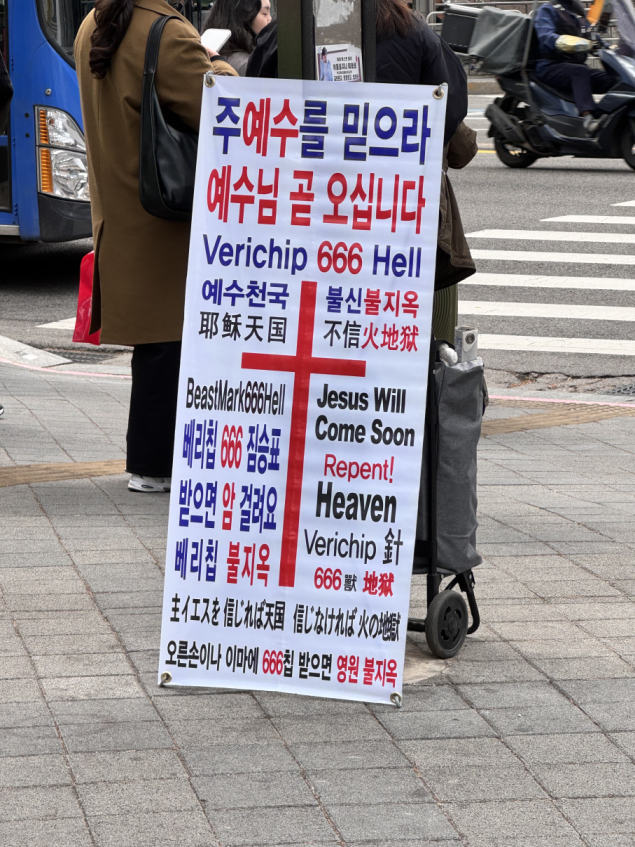 주예수를 믿으라
예수님 곧 오십니다
Verichip 666 Hell
예수천국 불신불지옥
耶穌天国 不信火地獄
BeastMark666Hell
베리칩 666 짐승표
받으면 암 걸려요
베리칩 불지옥
Jesus Will
Come Soon
Repent!
Heaven
Verichip 針
666 獸 地獄
主イエスを信じれば天国 信じなければ火の地獄
오른손이나 이마에 666칩 받으면 영원 불지옥